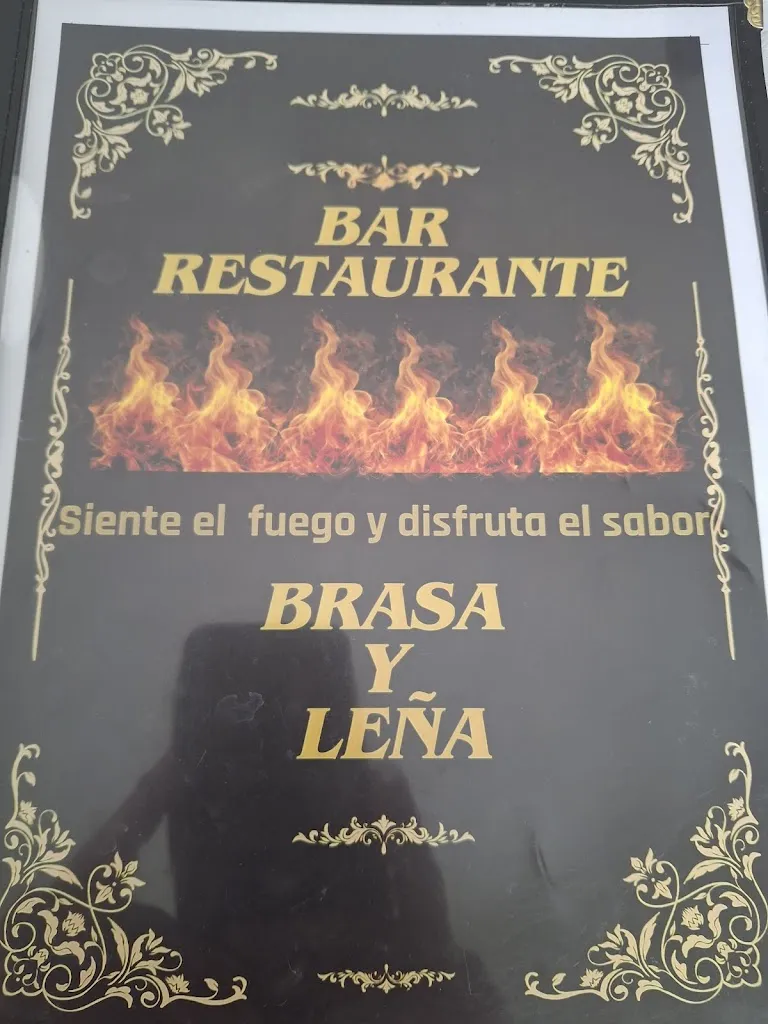 BAR
RESTAURANTE
Siente el fuego y disfruta el sabor
BRASA
Y
LEÑA